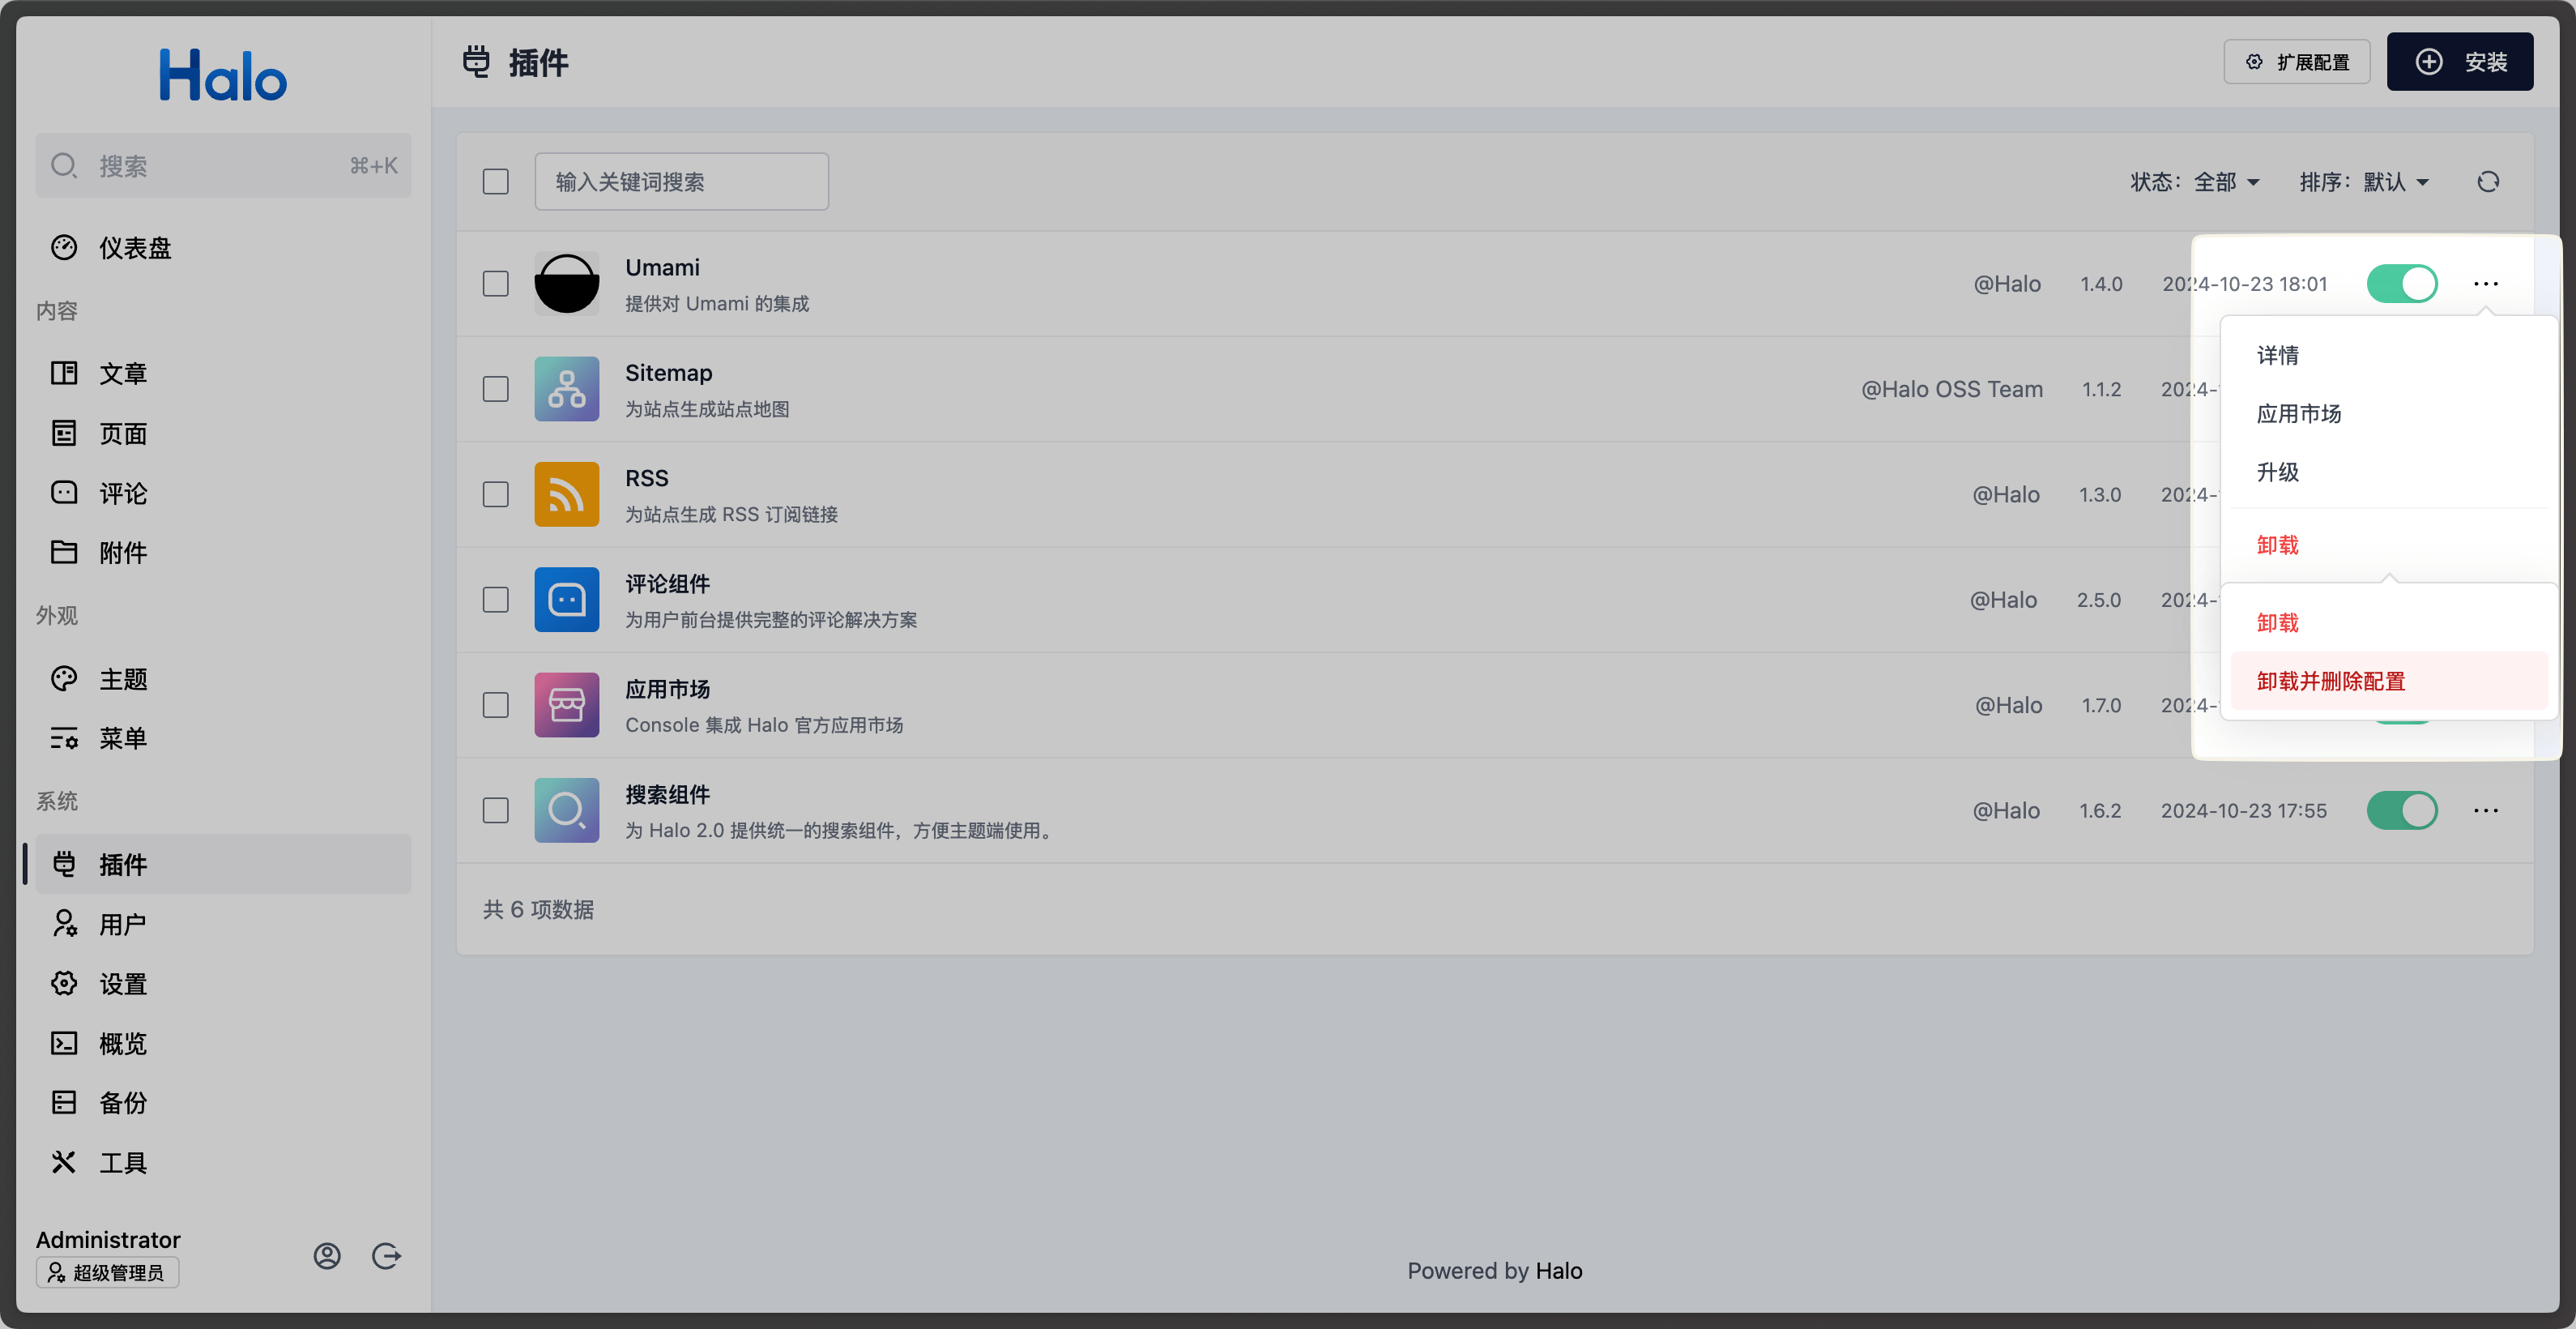 Halo
搜索 ⌘+K
仪表盘
内容
文章
页面
评论
附件
外观
主题
菜单
系统
插件
用户
设置
概览
备份
工具
Administrator
超级管理员
插件
扩展配置
安装
输入关键词搜索
状态：全部
排序：默认
Umami
提供对 Umami 的集成
@Halo 1.4.0 2024-10-23 18:01
Sitemap
为站点生成站点地图
@Halo OSS Team 1.1.2 2024-
RSS
为站点生成 RSS 订阅链接
@Halo 1.3.0 2024-
评论组件
为用户前台提供完整的评论解决方案
@Halo 2.5.0 2024-
应用市场
Console 集成 Halo 官方应用市场
@Halo 1.7.0 2024-
搜索组件
为 Halo 2.0 提供统一的搜索组件，方便主题端使用。
@Halo 1.6.2 2024-10-23 17:55
详情
应用市场
升级
卸载
卸载
卸载并删除配置
共 6 项数据
Powered by Halo